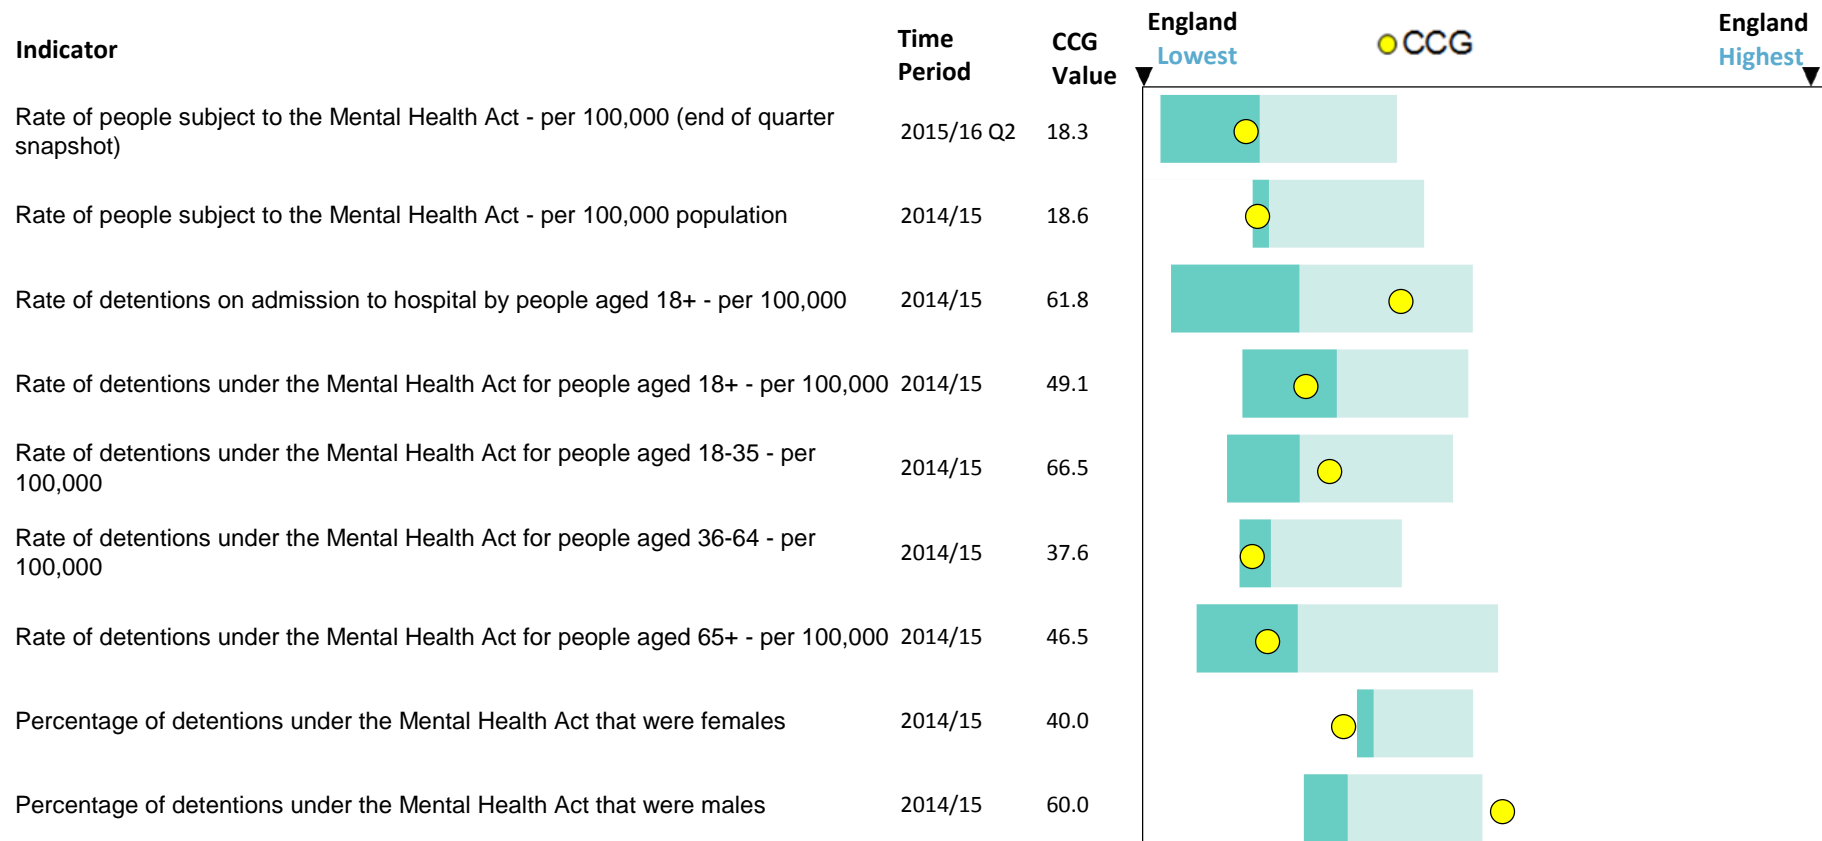 Indicator
Time
Period
CCG
Value
England
Lowest
CCG
England
Highest
Rate of people subject to the Mental Health Act - per 100,000 (end of quarter
snapshot)
2015/16 Q2
18.3
Rate of people subject to the Mental Health Act - per 100,000 population
2014/15
18.6
Rate of detentions on admission to hospital by people aged 18+ - per 100,000
2014/15
61.8
Rate of detentions under the Mental Health Act for people aged 18+ - per 100,000
2014/15
49.1
Rate of detentions under the Mental Health Act for people aged 18-35 - per
100,000
2014/15
66.5
Rate of detentions under the Mental Health Act for people aged 36-64 - per
100,000
2014/15
37.6
Rate of detentions under the Mental Health Act for people aged 65+ - per 100,000
2014/15
46.5
Percentage of detentions under the Mental Health Act that were females
2014/15
40.0
Percentage of detentions under the Mental Health Act that were males
2014/15
60.0